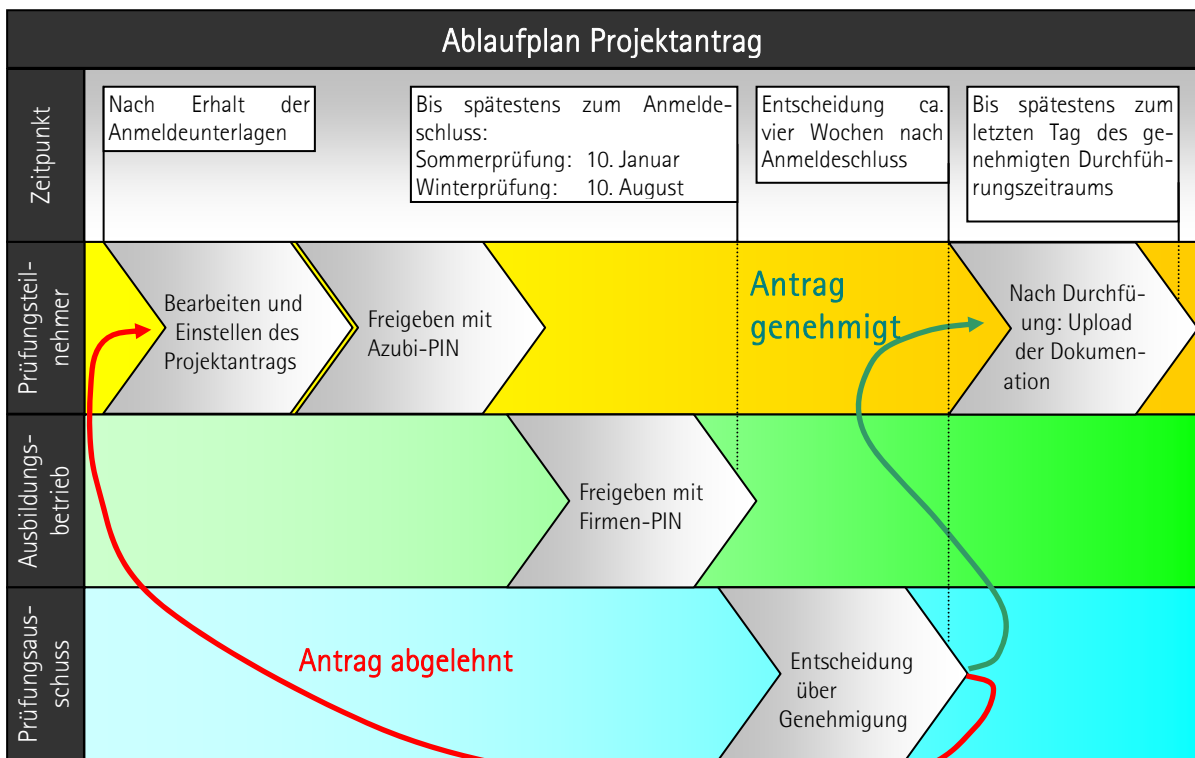 Ablaufplan Projektantrag
Zeitpunkt
Nach Erhalt der
Anmeldeunterlagen
Bis spätestens zum Anmelde-
schluss:
Sommerprüfung: 10. Januar
Winterprüfung: 10. August
Entscheidung ca.
vier Wochen nach
Anmeldeschluss
Bis spätestens zum
letzten Tag des ge-
nehmigten Durchfüh-
rungszeitraums
Prüfungsteil-
nehmer
Bearbeiten und
Einstellen des
Projektantrags
Freigeben mit
Azubi-PIN
Antrag
genehmigt
Nach Durchfü-
ung: Upload
der Dokumen-
ation
Ausbildungs-
betrieb
Freigeben mit
Firmen-PIN
Prüfungsaus-
schuss
Antrag abgelehnt
Entscheidung
über
Genehmigung